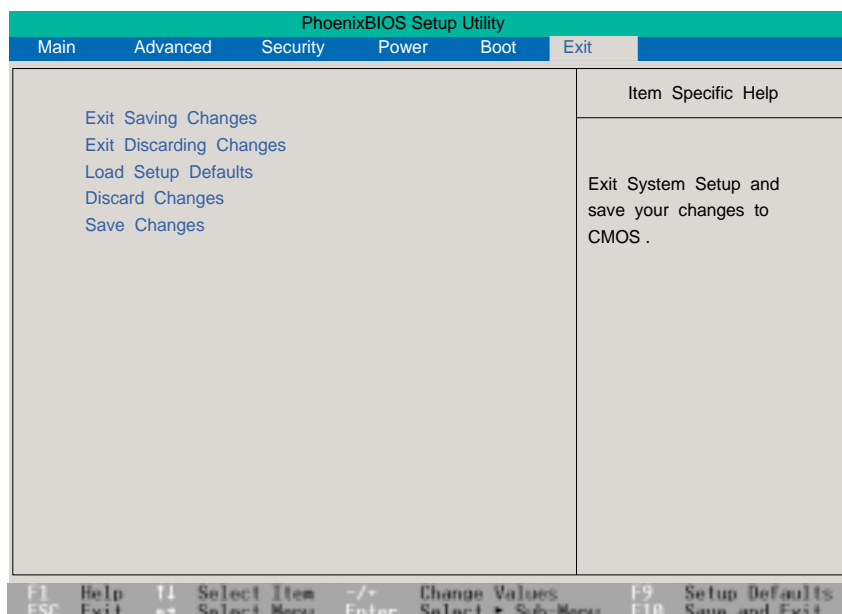 PhoenixBIOS Setup Utility
Main Advanced Security Power Boot Exit
Item Specific Help
Exit Saving Changes
Exit Discarding Changes
Load Setup Defaults
Discard Changes
Save Changes
Exit System Setup and
save your changes to
CMOS .
F1 Help ↑↓ Select Item -/+ Change Values F9 Setup Defaults
ESC Exit Select Menu Enter Select ► Sub-Menu F10 Save and Exit